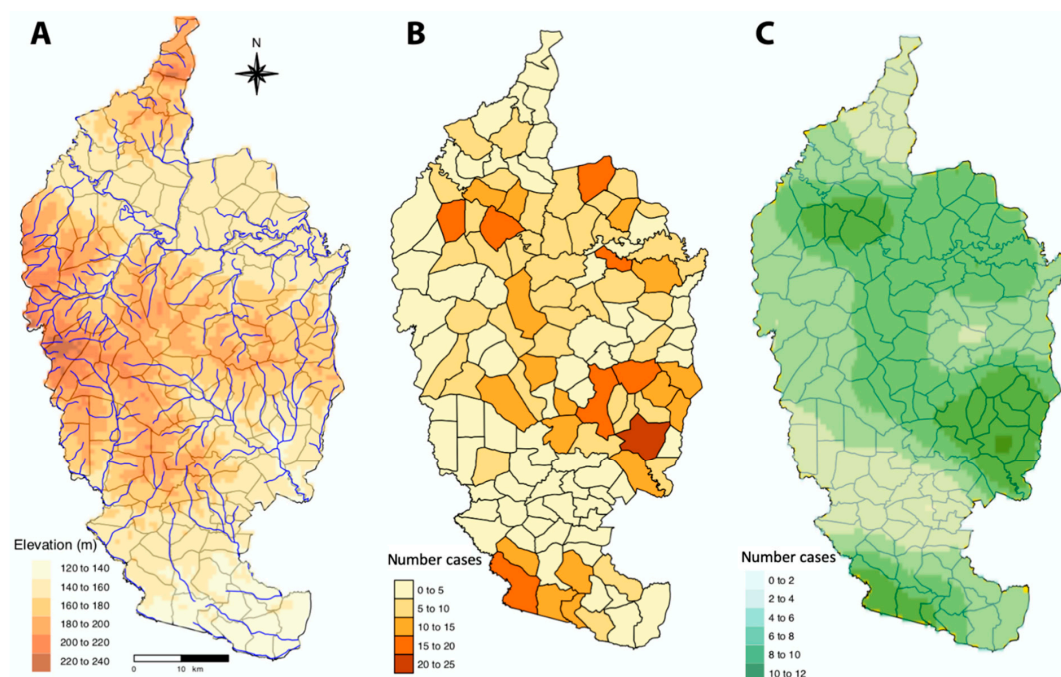 A
N
B
C
Elevation (m)
120 to 140
140 to 160
160 to 180
180 to 200
200 to 220
220 to 240
0 10 km
Number cases
0 to 5
5 to 10
10 to 15
15 to 20
20 to 25
Number cases
0 to 2
2 to 4
4 to 6
6 to 8
8 to 10
10 to 12